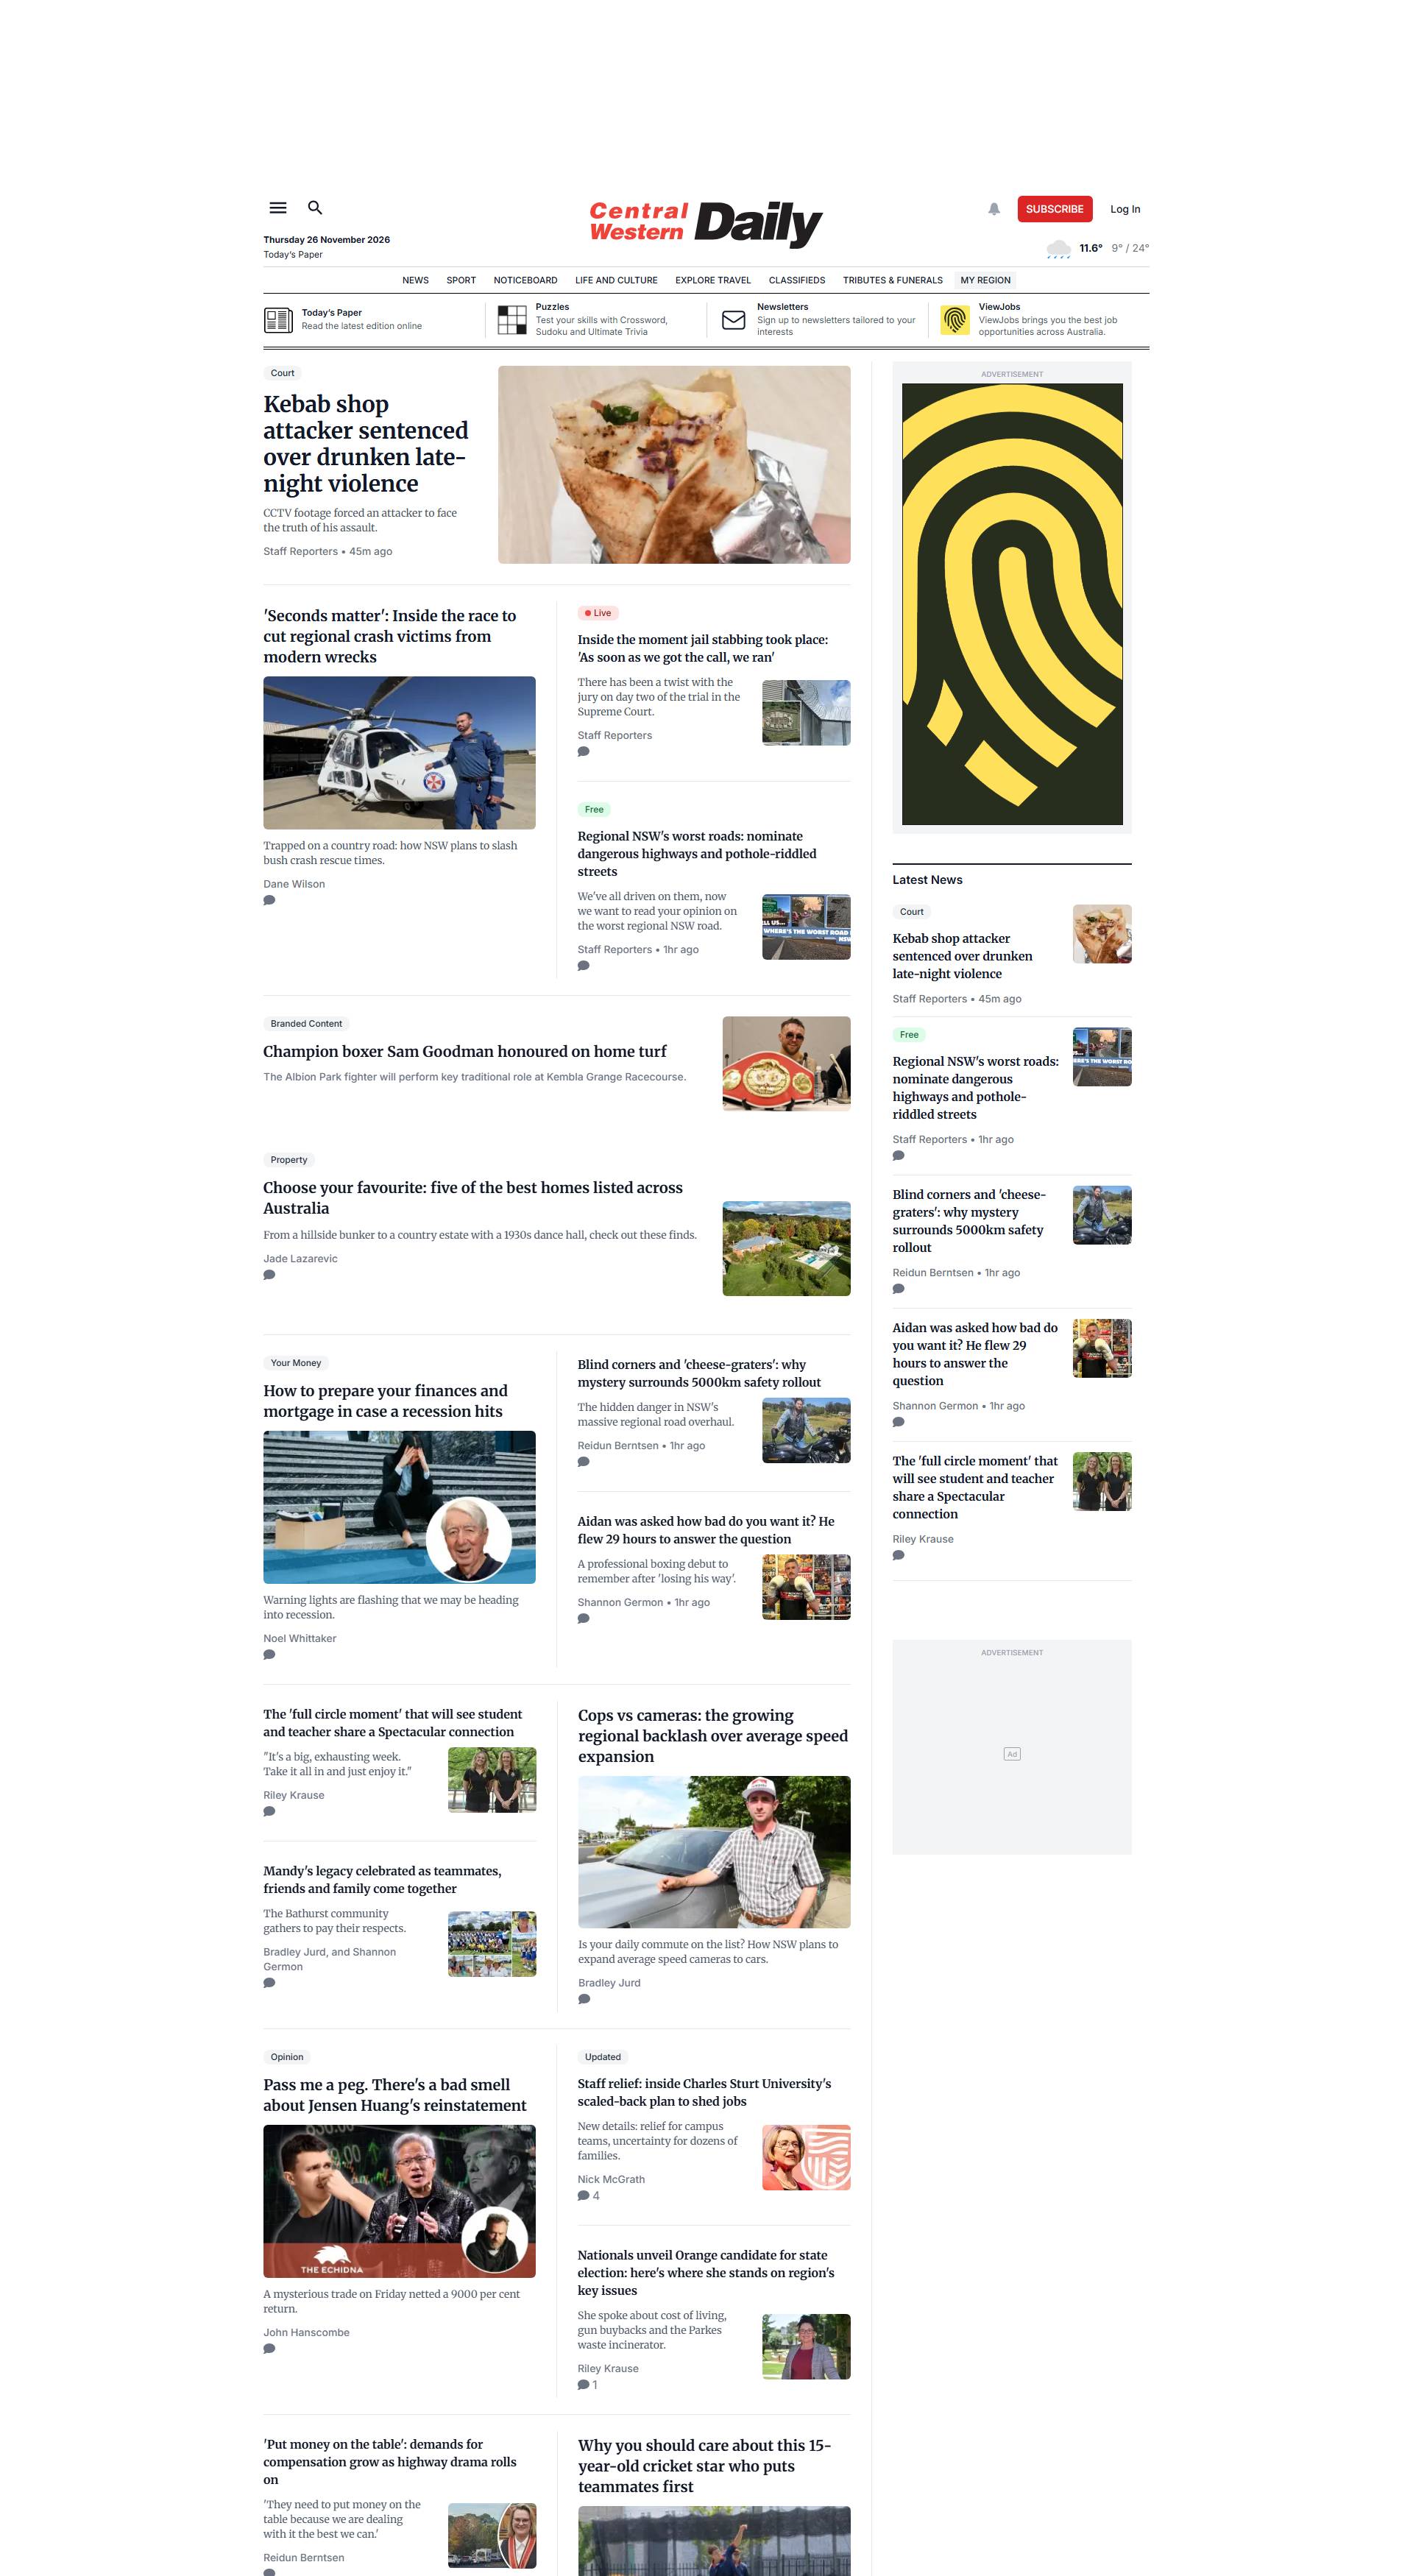 Central
Western Daily
SUBSCRIBE
Log In
Thursday 26 November 2026
Today's Paper
11.6° 9° / 24°
NEWS SPORT NOTICEBOARD LIFE AND CULTURE EXPLORE TRAVEL CLASSIFIEDS TRIBUTES & FUNERALS MY REGION
Today's Paper
Read the latest edition online
Puzzles
Test your skills with Crossword,
Sudoku and Ultimate Trivia
Newsletters
Sign up to newsletters tailored to your
interests
ViewJobs
ViewJobs brings you the best job
opportunities across Australia.
Court
Kebab shop
attacker sentenced
over drunken late-
night violence
CCTV footage forced an attacker to face
the truth of his assault.
Staff Reporters • 45m ago
'Seconds matter': Inside the race to
cut regional crash victims from
modern wrecks
Trapped on a country road: how NSW plans to slash
bush crash rescue times.
Dane Wilson
Live
Inside the moment jail stabbing took place:
'As soon as we got the call, we ran'
There has been a twist with the
jury on day two of the trial in the
Supreme Court.
Staff Reporters
Free
Regional NSW's worst roads: nominate
dangerous highways and pothole-riddled
streets
We've all driven on them, now
we want to read your opinion on
the worst regional NSW road.
Staff Reporters • 1hr ago
LL US...
WHERE'S THE WORST ROAD I
NSW
Branded Content
Champion boxer Sam Goodman honoured on home turf
The Albion Park fighter will perform key traditional role at Kembla Grange Racecourse.
Property
Choose your favourite: five of the best homes listed across
Australia
From a hillside bunker to a country estate with a 1930s dance hall, check out these finds.
Jade Lazarevic
Your Money
How to prepare your finances and
mortgage in case a recession hits
Warning lights are flashing that we may be heading
into recession.
Noel Whittaker
Blind corners and 'cheese-graters': why
mystery surrounds 5000km safety rollout
The hidden danger in NSW's
massive regional road overhaul.
Reidun Berntsen • 1hr ago
Aidan was asked how bad do you want it? He
flew 29 hours to answer the question
A professional boxing debut to
remember after 'losing his way'.
Shannon Germon • 1hr ago
The 'full circle moment' that will see student
and teacher share a Spectacular connection
"It's a big, exhausting week.
Take it all in and just enjoy it."
Riley Krause
Mandy's legacy celebrated as teammates,
friends and family come together
The Bathurst community
gathers to pay their respects.
Bradley Jurd, and Shannon
Germon
Cops vs cameras: the growing
regional backlash over average speed
expansion
Is your daily commute on the list? How NSW plans to
expand average speed cameras to cars.
Bradley Jurd
Opinion
Pass me a peg. There's a bad smell
about Jensen Huang's reinstatement
THE ECHIDNA
A mysterious trade on Friday netted a 9000 per cent
return.
John Hanscombe
Updated
Staff relief: inside Charles Sturt University's
scaled-back plan to shed jobs
New details: relief for campus
teams, uncertainty for dozens of
families.
Nick McGrath
4
Nationals unveil Orange candidate for state
election: here's where she stands on region's
key issues
She spoke about cost of living,
gun buybacks and the Parkes
waste incinerator.
Riley Krause
1
'Put money on the table': demands for
compensation grow as highway drama rolls
on
'They need to put money on the
table because we are dealing
with it the best we can.'
Reidun Berntsen
Why you should care about this 15-
year-old cricket star who puts
teammates first
ADVERTISEMENT
Latest News
Court
Kebab shop attacker
sentenced over drunken
late-night violence
Staff Reporters • 45m ago
Free
Regional NSW's worst roads:
nominate dangerous
highways and pothole-
riddled streets
Staff Reporters • 1hr ago
Blind corners and 'cheese-
graters': why mystery
surrounds 5000km safety
rollout
Reidun Berntsen • 1hr ago
Aidan was asked how bad do
you want it? He flew 29
hours to answer the
question
Shannon Germon • 1hr ago
The 'full circle moment' that
will see student and teacher
share a Spectacular
connection
Riley Krause
ADVERTISEMENT
Ad